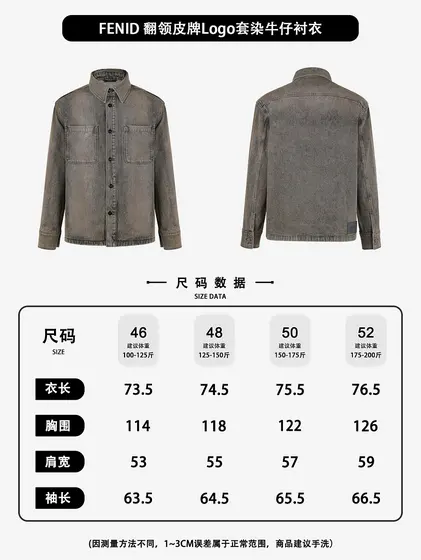 FENID 翻领皮牌Logo套染牛仔衬衣
尺码数据
SIZE DATA
尺码
SIZE
46
建议体重
100-125斤
48
建议体重
125-150斤
50
建议体重
150-175斤
52
建议体重
175-200斤
衣长 73.5 74.5 75.5 76.5
胸围 114 118 122 126
肩宽 53 55 57 59
袖长 63.5 64.5 65.5 66.5
(因测量方法不同，1~3CM误差属于正常范围，商品建议手洗)